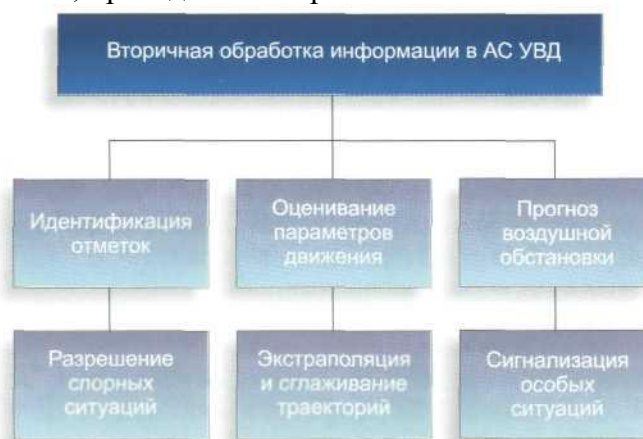 Вторичная обработка информации в АС УВД
Идентификация
отметок
Оценивание
параметров
движения
Прогноз
воздушной
обстановки
Разрешение
спорных
ситуаций
Экстраполяция
и сглаживание
траекторий
Сигнализация
особых
ситуаций